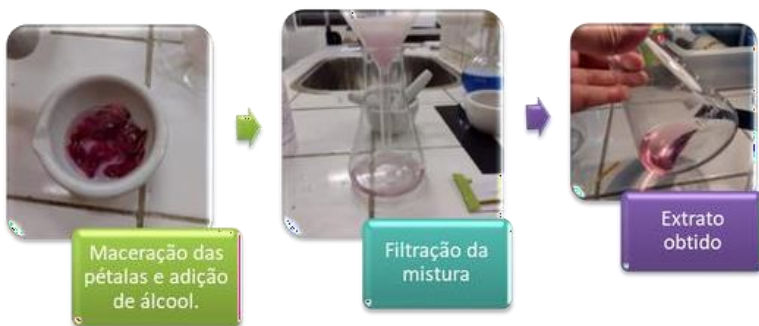 Maceração das
pétalas e adição
de álcool.
Filtração da
mistura
Extrato
obtido